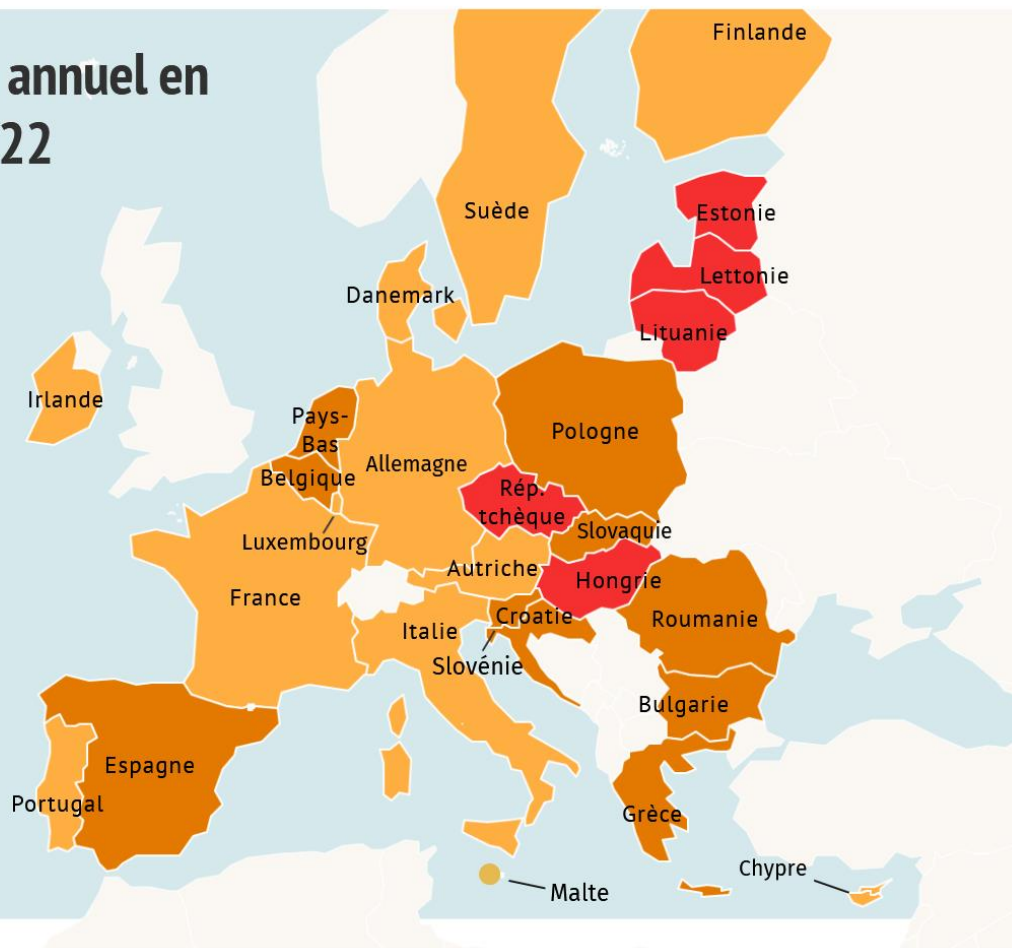 annuel en
22
Finlande
Suède
Estonie
Lettonie
Danemark
Lituanie
Irlande
Pays-
Bas
Pologne
Allemagne
Belgique
Rép.
tchèque
Slovaquie
Luxembourg
Autriche
Hongrie
France
Croatie
Roumanie
Italie
Slovénie
Bulgarie
Espagne
Portugal
Grèce
Chypre
Malte